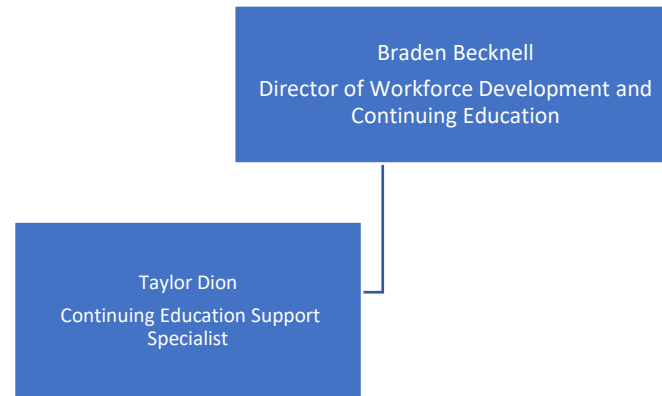 Braden Becknell
Director of Workforce Development and
Continuing Education
Taylor Dion
Continuing Education Support
Specialist